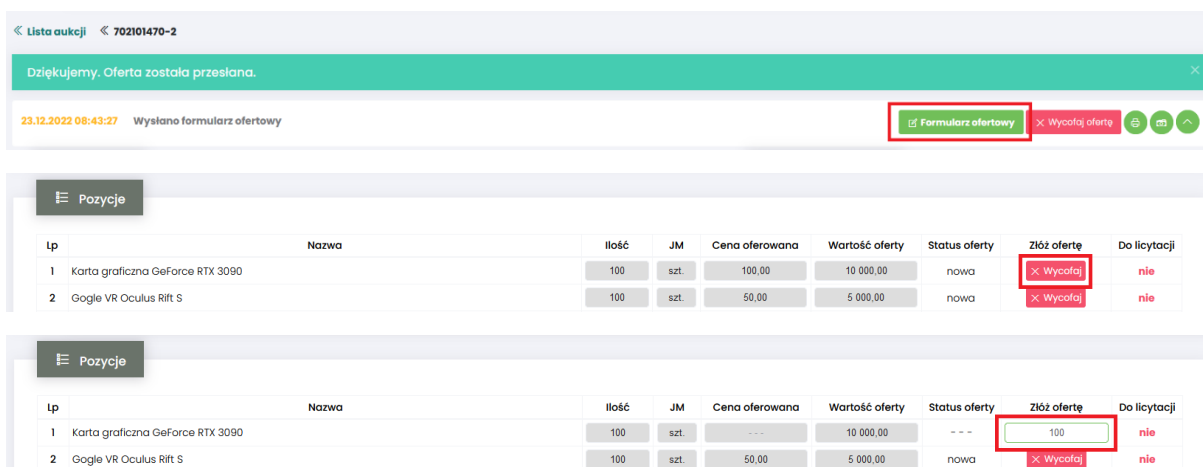 Lista aukcji 702101470-2
Dziękujemy. Oferta została przesłana.
23.12.2022 08:43:27 Wysłano formularz ofertowy Formularz ofertowy Wycofaj ofertę
Pozycje
Lp Nazwa Ilość JM Cena oferowana Wartość oferty Status oferty Złóż ofertę Do licytacji
1 Karta graficzna GeForce RTX 3090 100 szt. 100,00 10 000,00 nowa Wycofaj nie
2 Gogle VR Oculus Rift S 100 szt. 50,00 5 000,00 nowa Wycofaj nie
Pozycje
Lp Nazwa Ilość JM Cena oferowana Wartość oferty Status oferty Złóż ofertę Do licytacji
1 Karta graficzna GeForce RTX 3090 100 szt. --- 10 000,00 --- 100 nie
2 Gogle VR Oculus Rift S 100 szt. 50,00 5 000,00 nowa Wycofaj nie